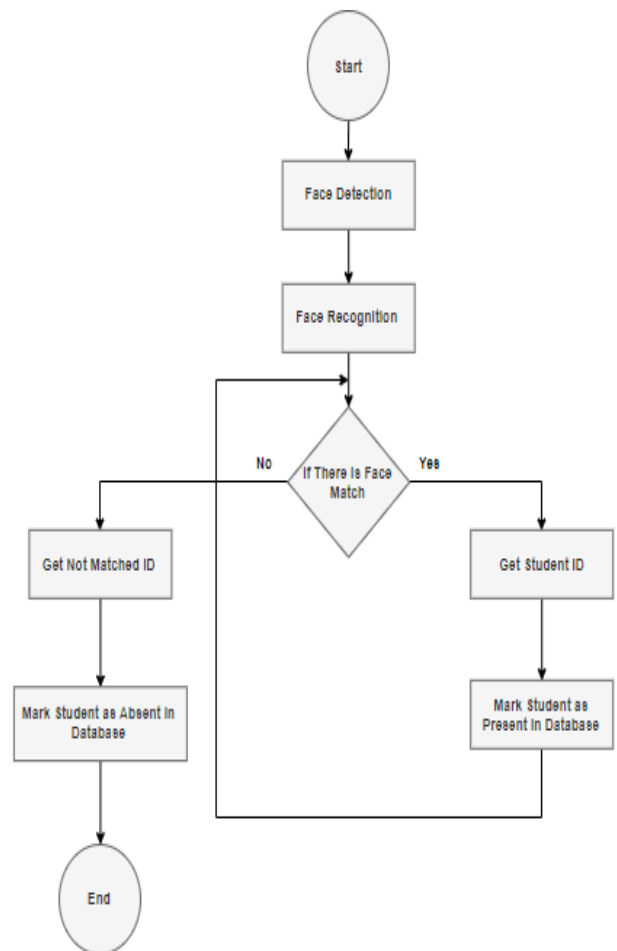 Start
Face Detection
Face Recognition
If There is Face
Match
No
Yes
Get Not Matched ID
Get Student ID
Mark Student as Absent in
Database
Mark Student as
Present in Database
End